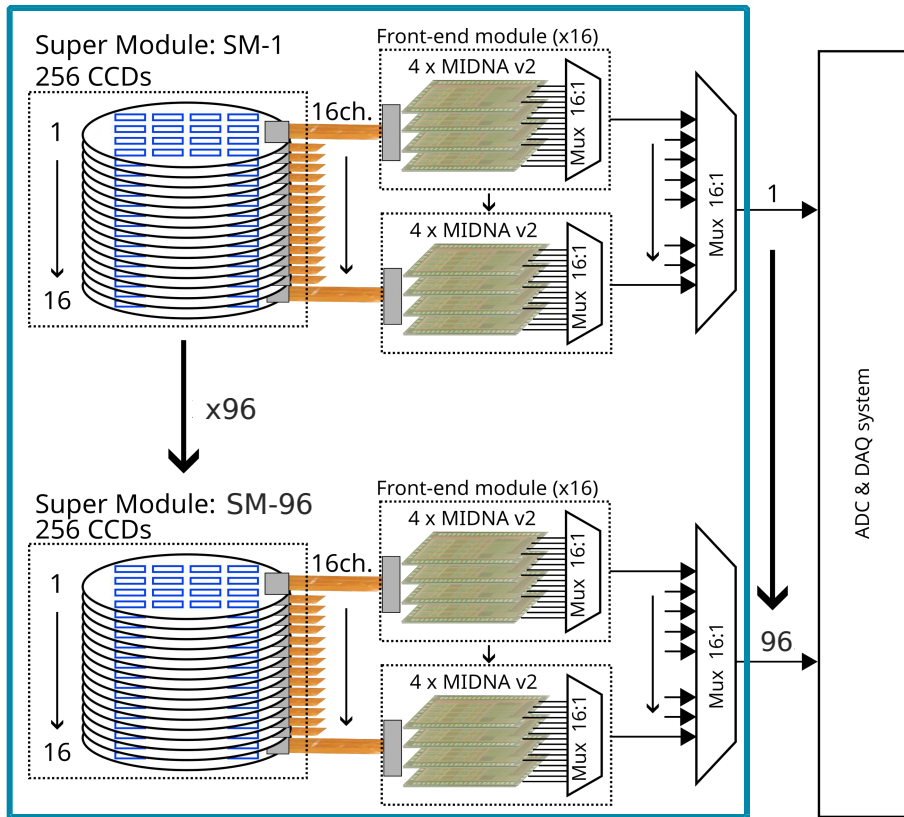 Super Module: SM-1
256 CCDs
1
16
16ch.
Front-end module (x16)
4 x MIDNA v2
Mux 16:1
4 x MIDNA v2
Mux 16:1
Mux 16:1
1
x96
ADC & DAQ system
Super Module: SM-96
256 CCDs
1
16
16ch.
Front-end module (x16)
4 x MIDNA v2
Mux 16:1
4 x MIDNA v2
Mux 16:1
Mux 16:1
96